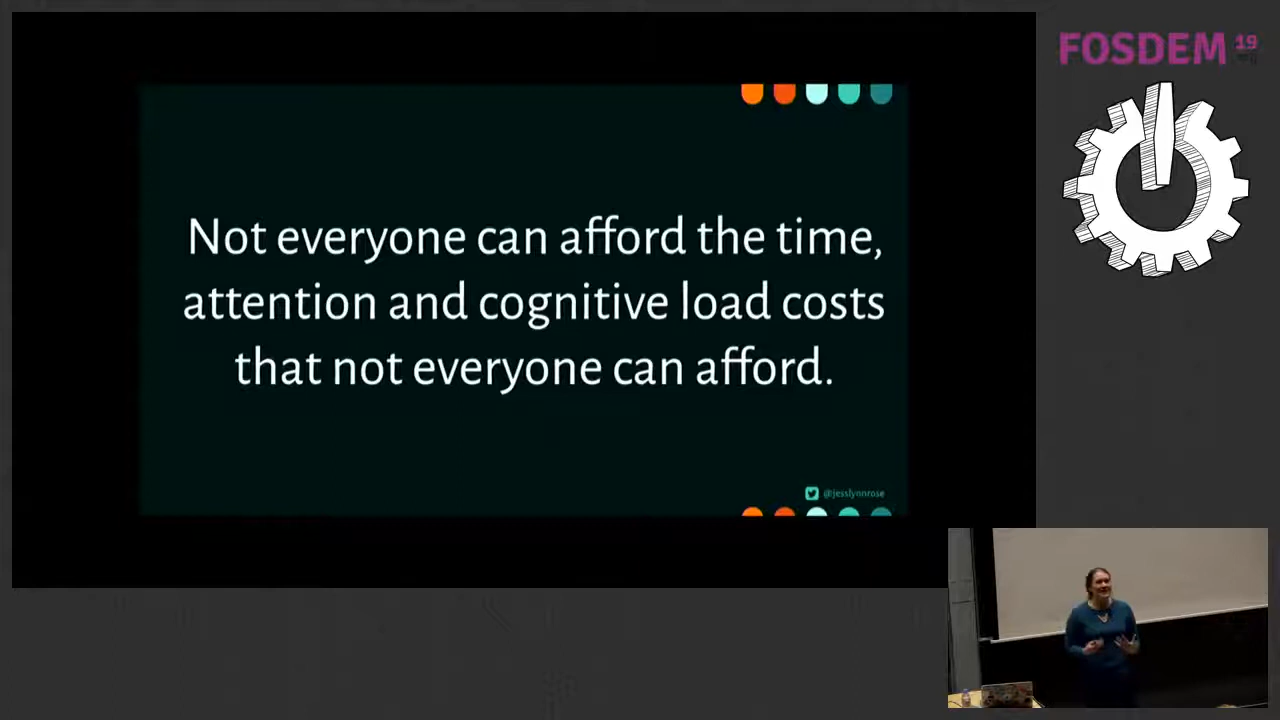 FOSDEM 19
Not everyone can afford the time,
attention and cognitive load costs
that not everyone can afford.
@jesslynnrose